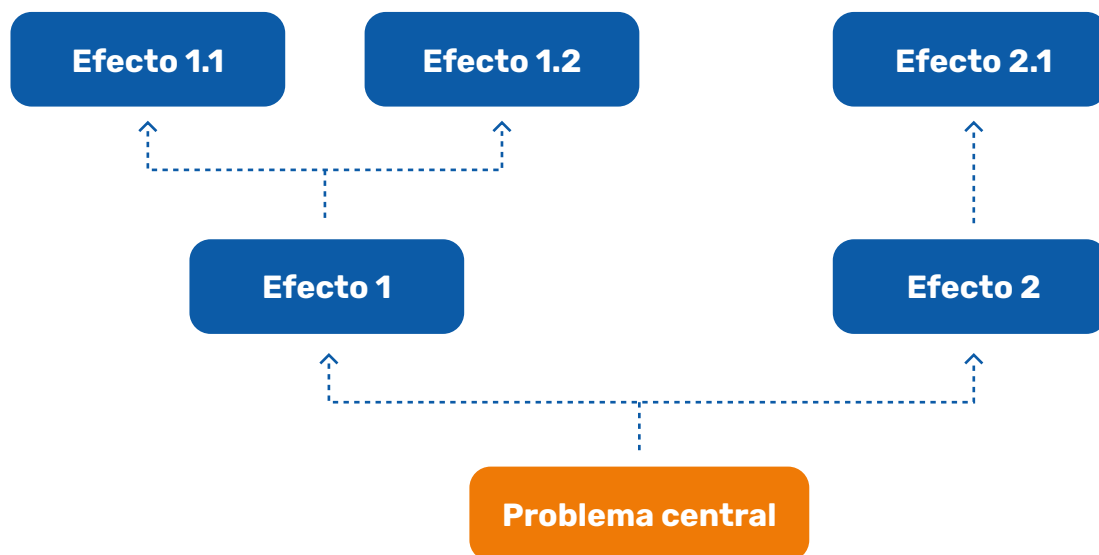 Efecto 1.1
Efecto 1.2
Efecto 2.1
Efecto 1
Efecto 2
Problema central